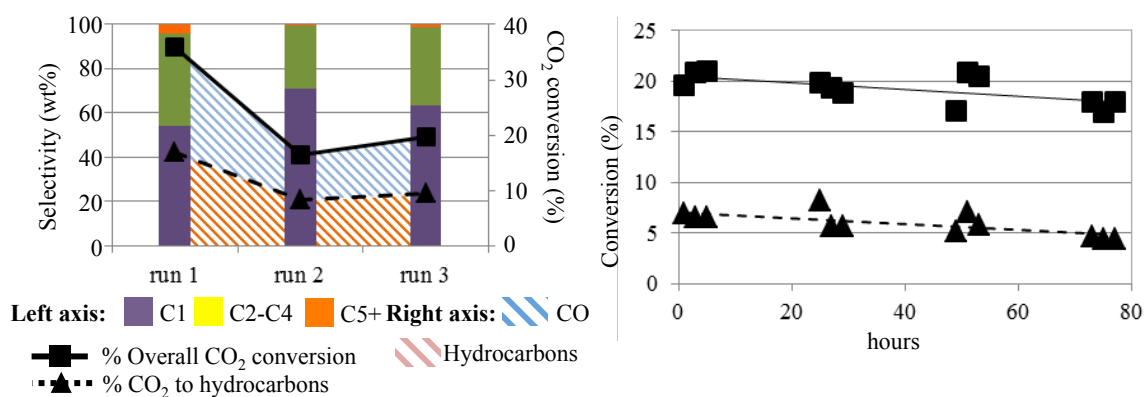 100
80
60
40
20
0
Selectivity (wt%)
40
30
20
10
0
CO2 conversion (%)
run 1 run 2 run 3
Left axis: C1 C2-C4 C5+ Right axis: CO
% Overall CO2 conversion Hydrocarbons
% CO2 to hydrocarbons
25
20
15
10
5
0
Conversion (%)
0 20 40 60 80
hours